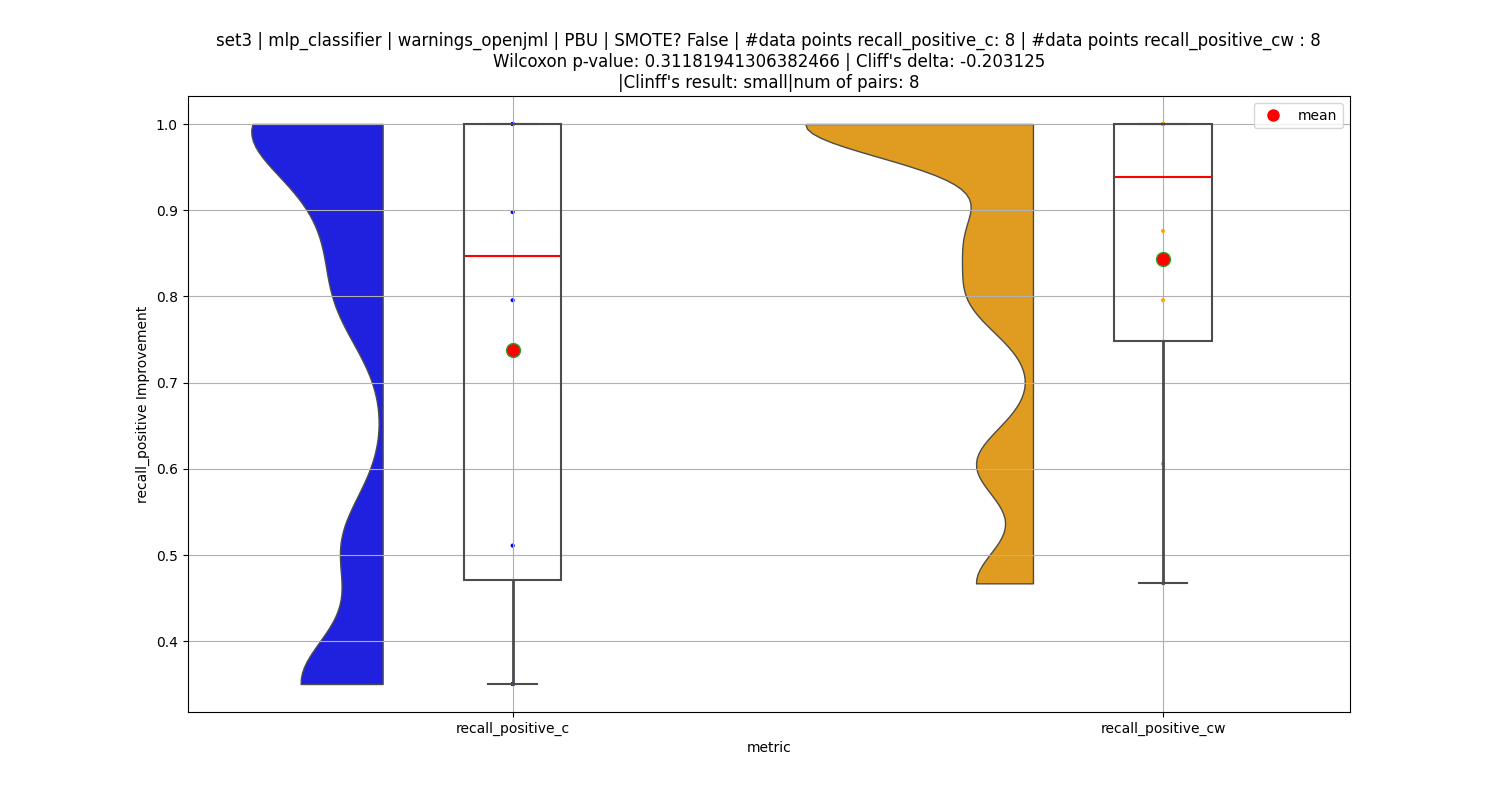 set3 | mlp_classifier | warnings_openjml | PBU | SMOTE? False | #data points recall_positive_c: 8 | #data points recall_positive_cw : 8
Wilcoxon p-value: 0.31181941306382466 | Cliff's delta: -0.203125
|Clinff's result: small|num of pairs: 8
mean
1.0
0.9
0.8
0.7
0.6
0.5
0.4
recall_positive Improvement
recall_positive_c
recall_positive_cw
metric